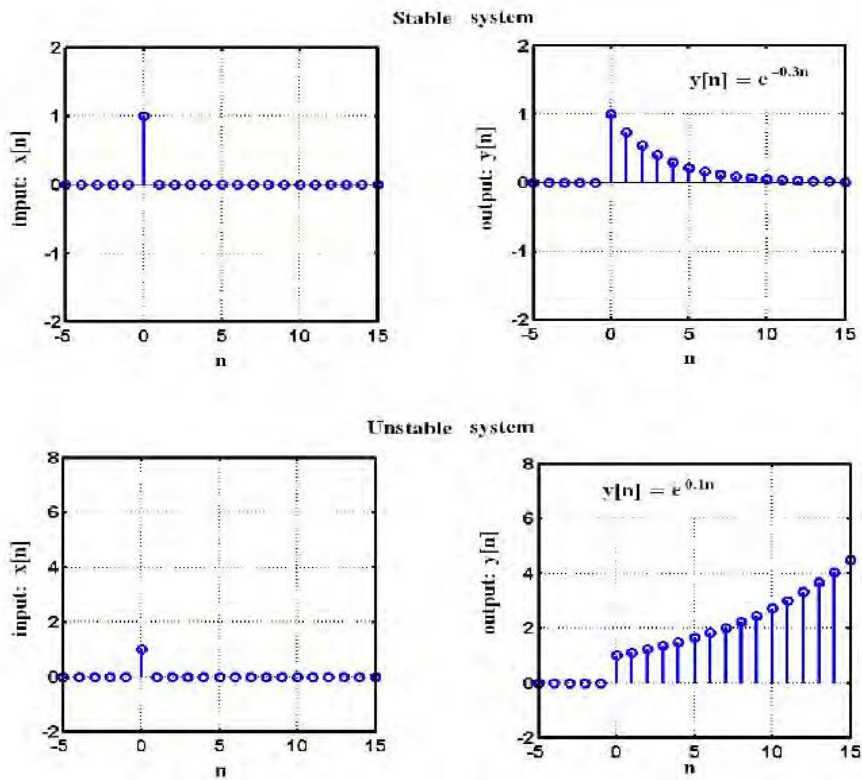 Stable system
2
1
0
-1
-2
-5 0 5 10 15
n
input: x[n]
2
1
0
-1
-2
-5 0 5 10 15
n
output: y[n]
y[n] = e^-0.3n
Unstable system
8
6
4
2
0
-2
-5 0 5 10 15
n
input: x[n]
8
6
4
2
0
-2
-5 0 5 10 15
n
output: y[n]
y[n] = e^0.1n